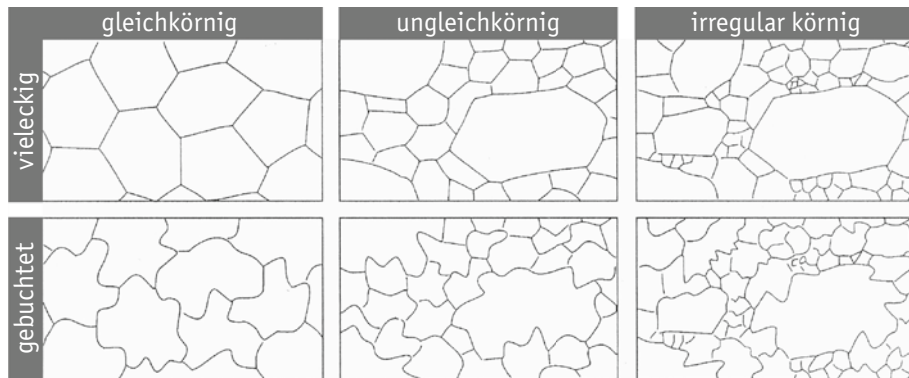 gleichkörnig
ungleichkörnig
irregular körnig
vieleckig
gebuchtet